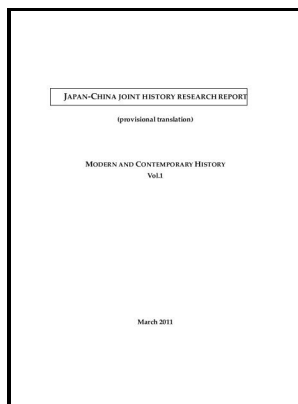 JAPAN-CHINA JOINT HISTORY RESEARCH REPORT
(provisional translation)
MODERN AND CONTEMPORARY HISTORY
Vol.1
March 2011